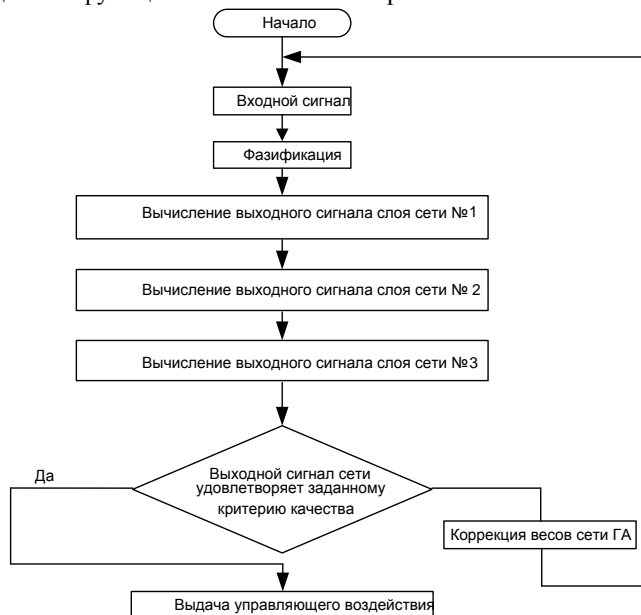 Начало
Входной сигнал
Фазификация
Вычисление выходного сигнала слоя сети №1
Вычисление выходного сигнала слоя сети № 2
Вычисление выходного сигнала слоя сети №3
Да
Выходной сигнал сети
удовлетворяет заданному
критерию качества
Коррекция весов сети ГА
Выдача управляющего воздействия